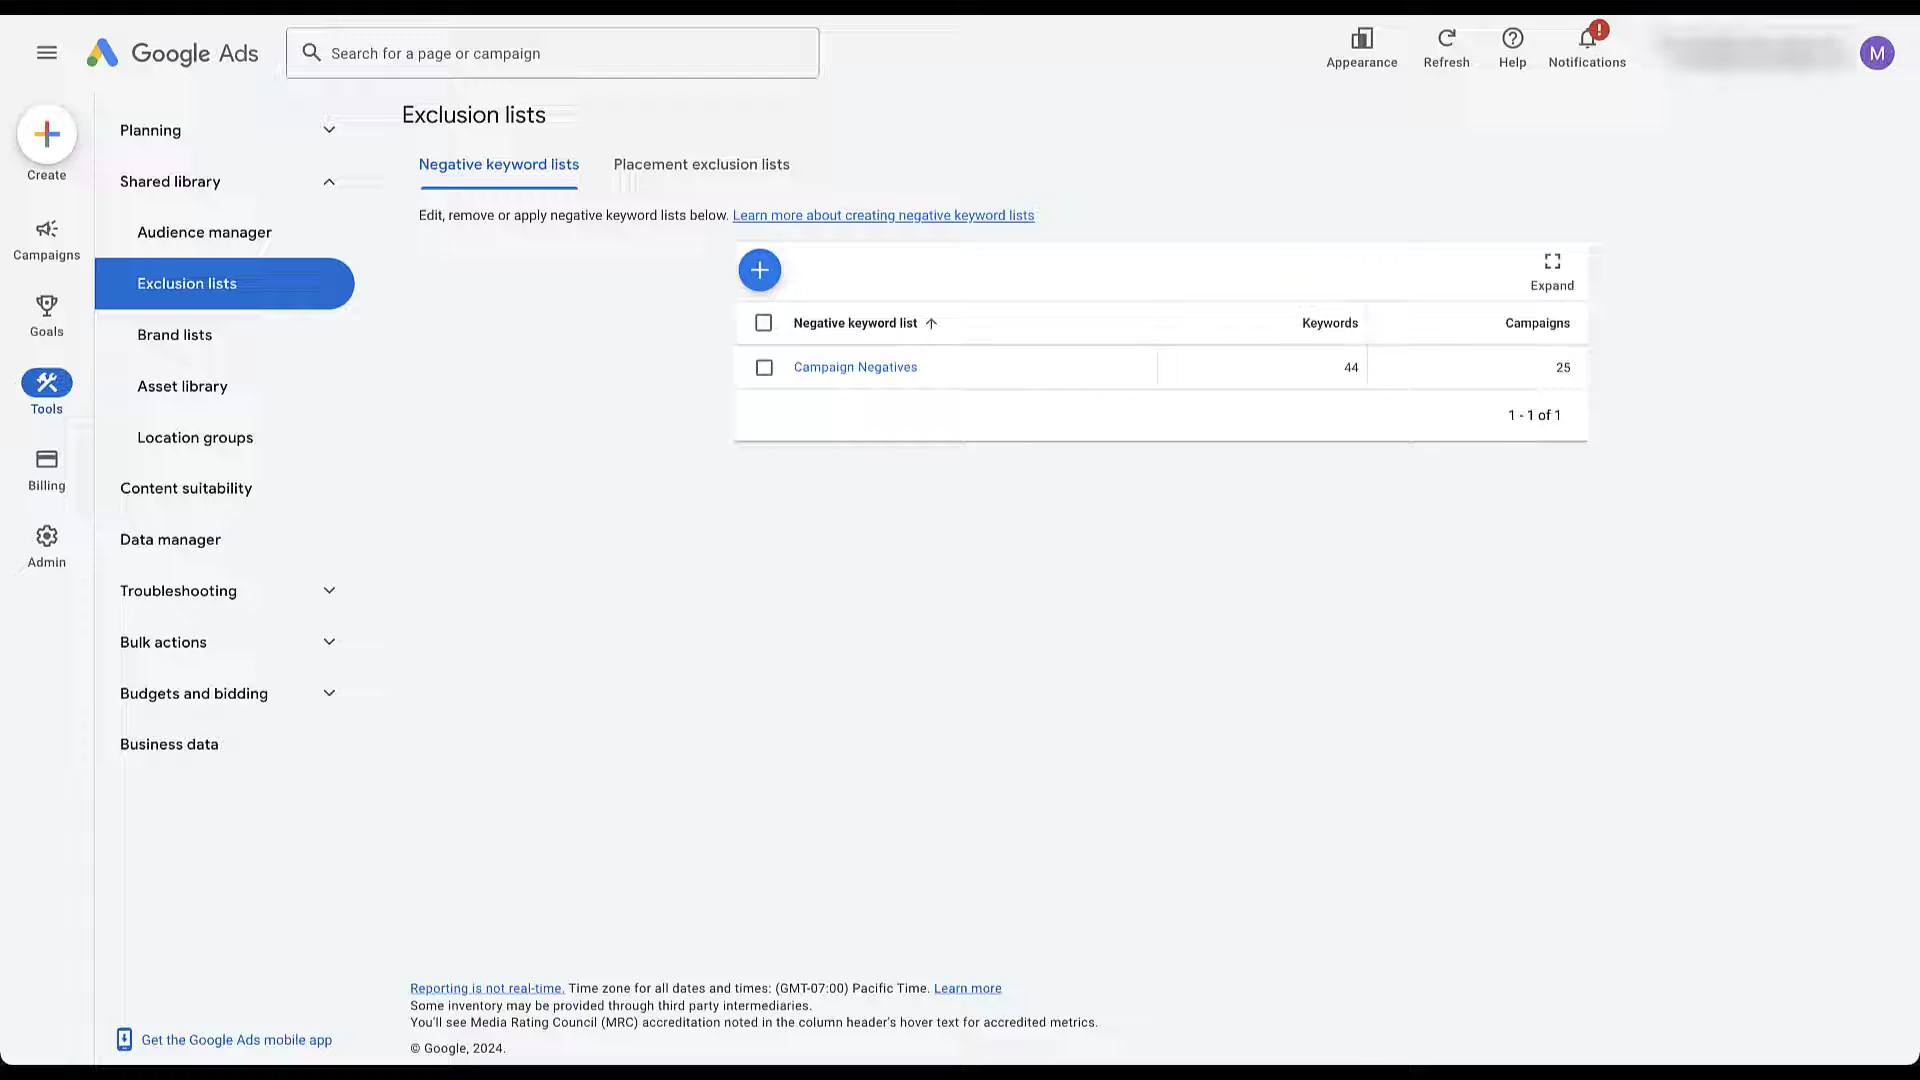 Google Ads
Search for a page or campaign
Appearance
Refresh
Help
!
Notifications
M
Create
Campaigns
Goals
Tools
Billing
Admin
Planning
Shared library
Audience manager
Exclusion lists
Brand lists
Asset library
Location groups
Content suitability
Data manager
Troubleshooting
Bulk actions
Budgets and bidding
Business data
Get the Google Ads mobile app
Exclusion lists
Negative keyword lists Placement exclusion lists
Edit, remove or apply negative keyword lists below. Learn more about creating negative keyword lists
Expand
Negative keyword list Keywords Campaigns
Campaign Negatives 44 25
1 - 1 of 1
Reporting is not real-time. Time zone for all dates and times: (GMT-07:00) Pacific Time. Learn more
Some inventory may be provided through third party intermediaries.
You'll see Media Rating Council (MRC) accreditation noted in the column header's hover text for accredited metrics.
© Google, 2024.